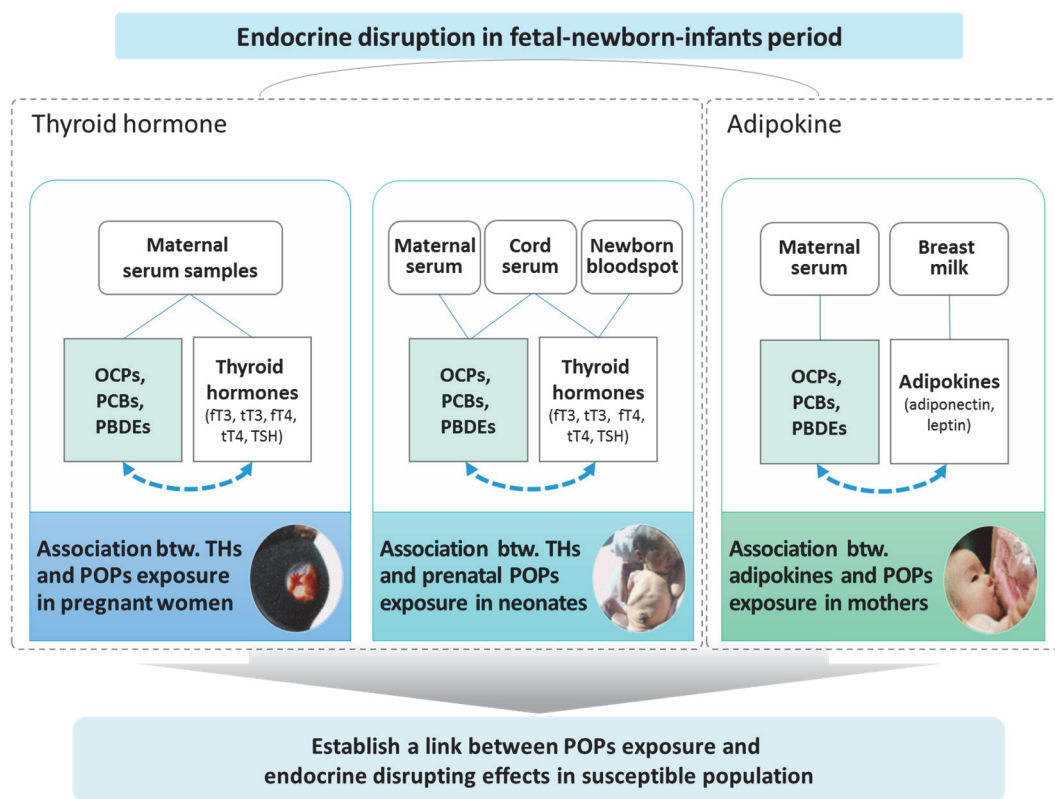 Endocrine disruption in fetal-newborn-infants period
Thyroid hormone
Maternal
serum samples
OCPs,
PCBs,
PBDEs
Thyroid
hormones
(fT3, tT3, fT4,
tT4, TSH)
Association btw. THs
and POPs exposure
in pregnant women
Maternal
serum
Cord
serum
Newborn
bloodspot
OCPs,
PCBs,
PBDEs
Thyroid
hormones
(fT3, tT3, fT4,
tT4, TSH)
Association btw. THs
and prenatal POPs
exposure in neonates
Adipokine
Maternal
serum
Breast
milk
OCPs,
PCBs,
PBDEs
Adipokines
(adiponectin,
leptin)
Association btw.
adipokines and POPs
exposure in mothers
Establish a link between POPs exposure and
endocrine disrupting effects in susceptible population